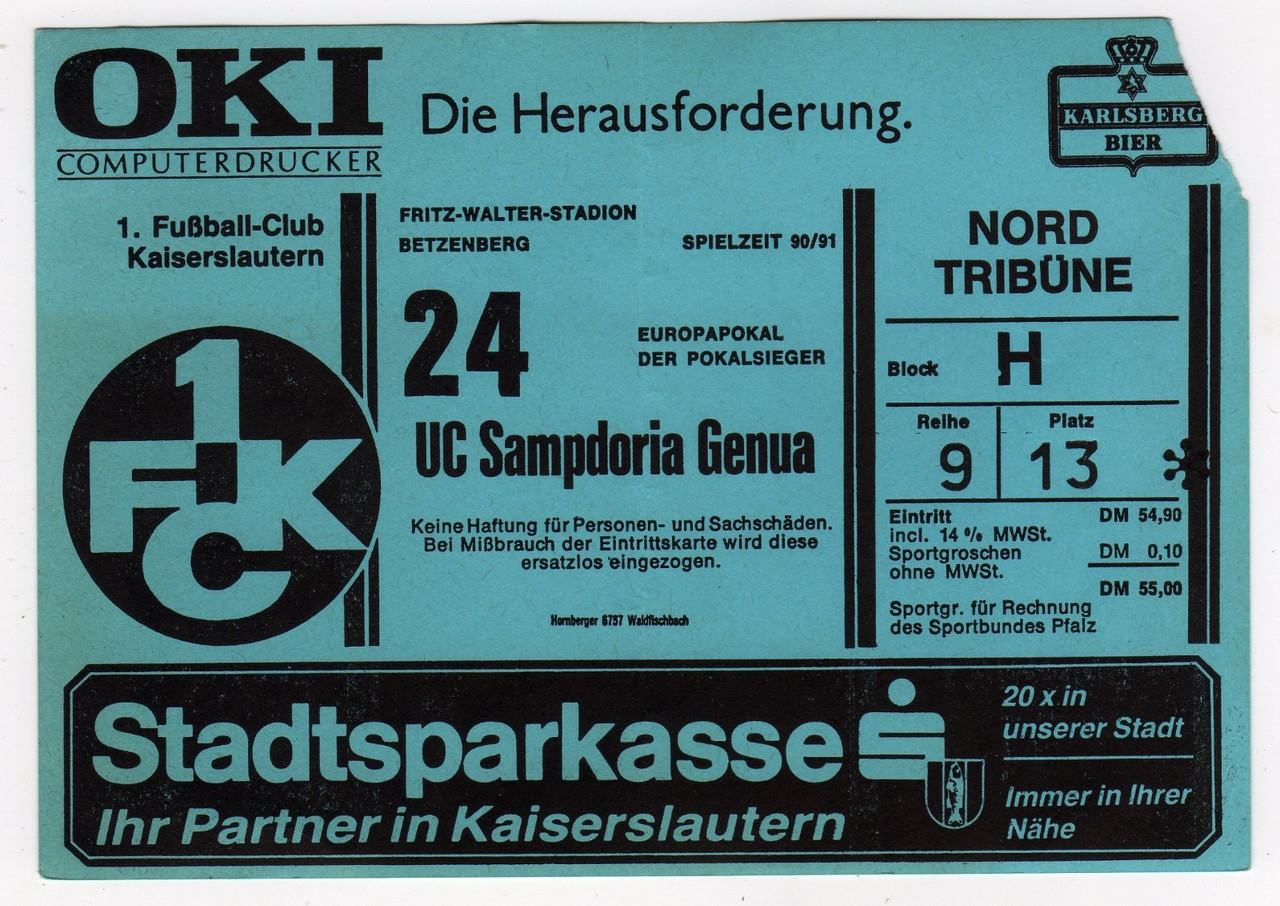 OKI
COMPUTERDRUCKER
Die Herausforderung.
KARLSBERG
BIER
1. Fußball-Club
Kaiserslautern
1
FCK
FRITZ-WALTER-STADION
BETZENBERG
SPIELZEIT 90/91
24
EUROPAPOKAL
DER POKALSIEGER
UC Sampdoria Genua
Keine Haftung für Personen- und Sachschäden.
Bei Mißbrauch der Eintrittskarte wird diese
ersatzlos eingezogen.
Hornberger 6757 Waldfischbach
NORD
TRIBÜNE
Block H
Reihe Platz
9 13
Eintritt DM 54,90
incl. 14 % MWSt.
Sportgroschen DM 0,10
ohne MWSt.
DM 55,00
Sportgr. für Rechnung
des Sportbundes Pfalz
Stadtsparkasse
Ihr Partner in Kaiserslautern
20 x in
unserer Stadt
Immer in Ihrer
Nähe